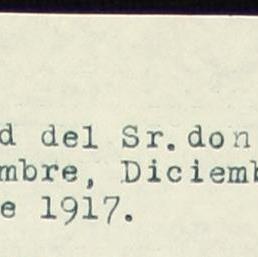 d del Sr. don
mbre, Diciemb
e 1917.